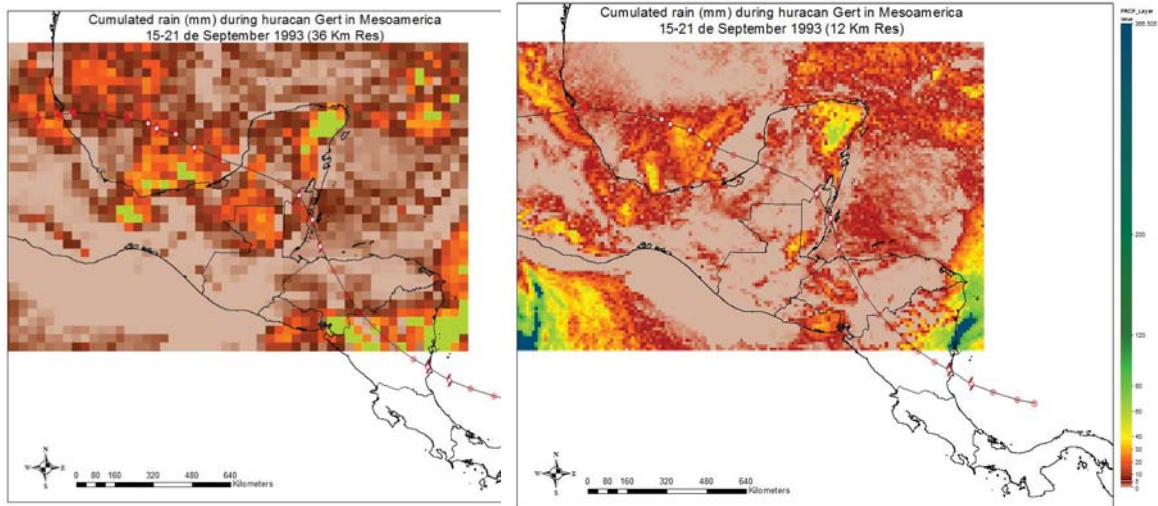 Cumulated rain (mm) during huracan Gert in Mesoamerica
15-21 de September 1993 (36 Km Res)
N
W E
S
0 80 160 320 480 640
Kilometers
Cumulated rain (mm) during huracan Gert in Mesoamerica
15-21 de September 1993 (12 Km Res)
N
W E
S
0 80 160 320 480 640
Kilometers
PRCP_Layer
Value
200
120
80
60
40
30
20
10
5
0